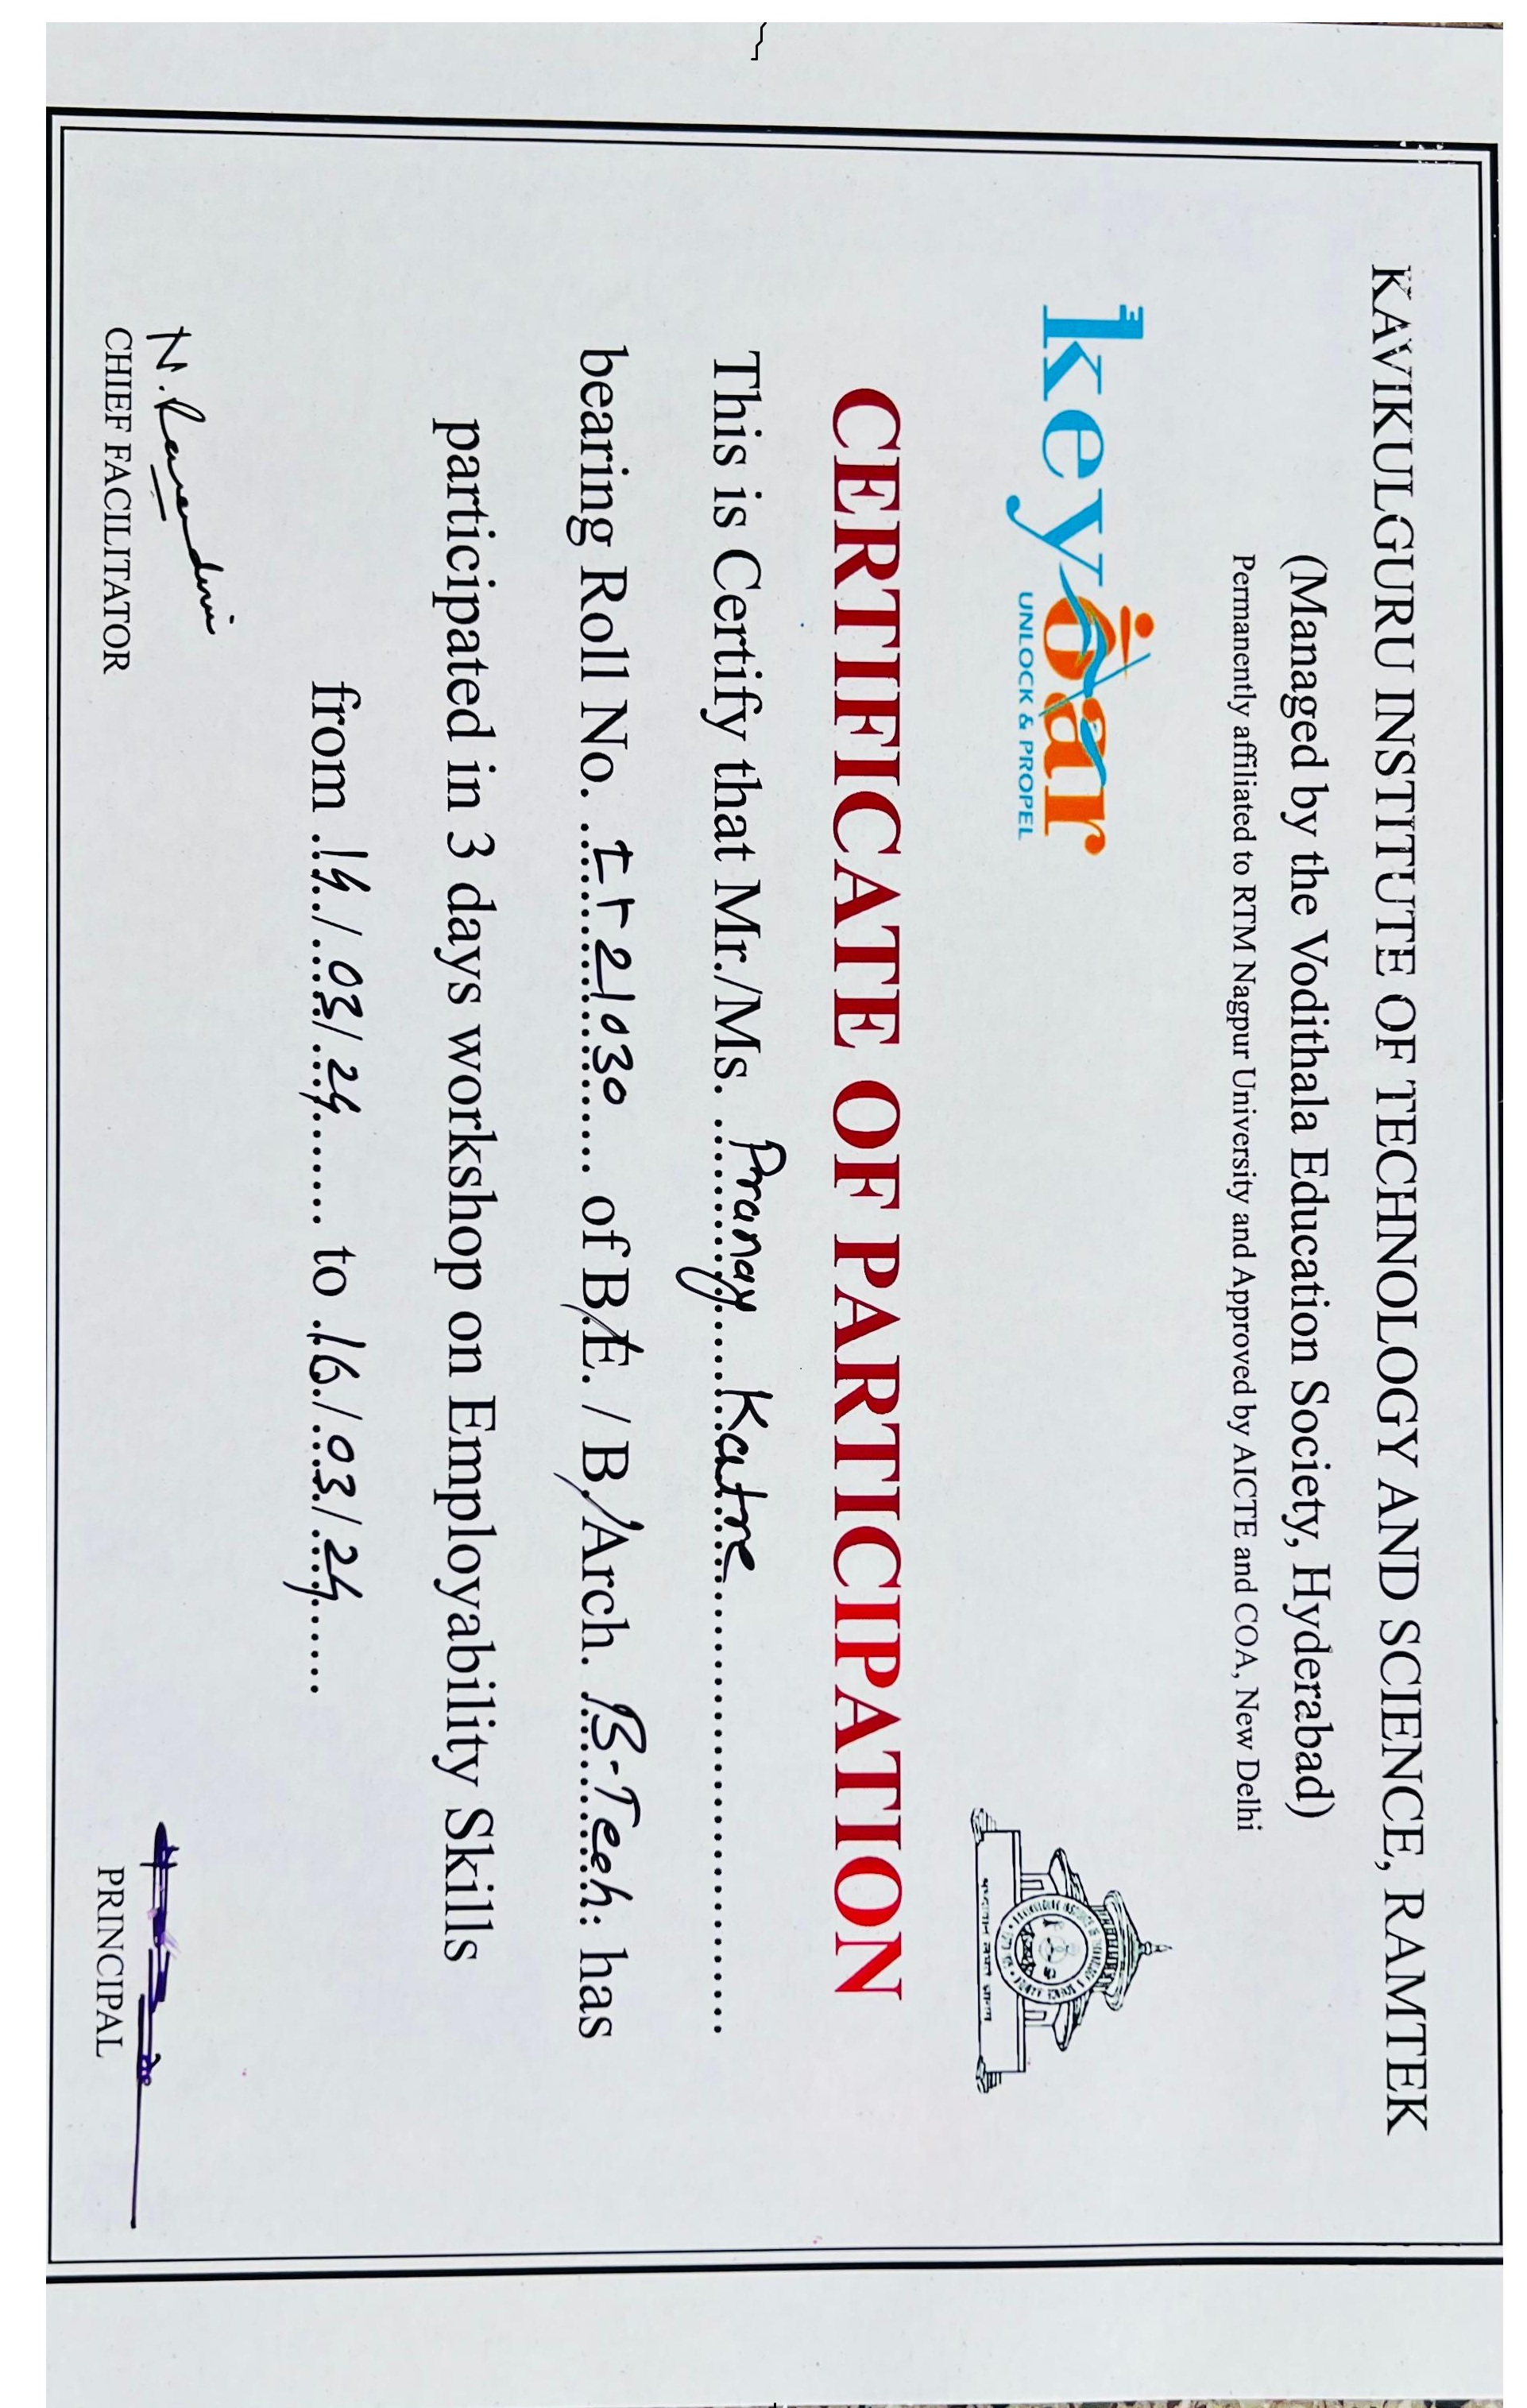 KAVIKULGURU INSTITUTE OF TECHNOLOGY AND SCIENCE, RAMTEK
(Managed by the Vodithala Education Society, Hyderabad)
Permanently affiliated to RTM Nagpur University and Approved by AICTE and COA, New Delhi
keyoar
UNLOCK & PROPEL
CERTIFICATE OF PARTICIPATION
This is Certify that Mr./Ms. Pranay Katre
bearing Roll No. IT21030 of B.E. / B.Arch. B-Tech. has
participated in 3 days workshop on Employability Skills
from 14/03/24 to 16/03/24
CHIEF FACILITATOR
PRINCIPAL